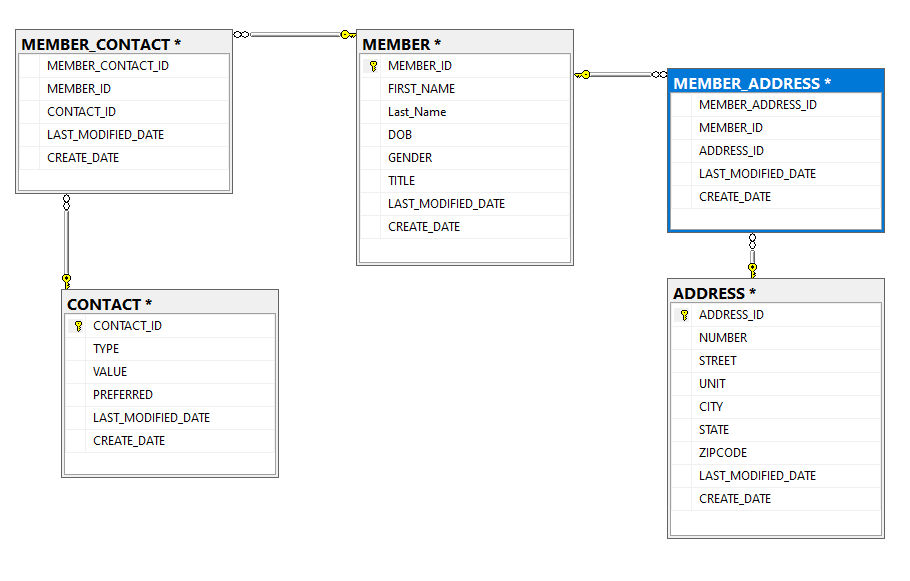 MEMBER_CONTACT *
MEMBER_CONTACT_ID
MEMBER_ID
CONTACT_ID
LAST_MODIFIED_DATE
CREATE_DATE
MEMBER *
MEMBER_ID
FIRST_NAME
Last_Name
DOB
GENDER
TITLE
LAST_MODIFIED_DATE
CREATE_DATE
MEMBER_ADDRESS *
MEMBER_ADDRESS_ID
MEMBER_ID
ADDRESS_ID
LAST_MODIFIED_DATE
CREATE_DATE
CONTACT *
CONTACT_ID
TYPE
VALUE
PREFERRED
LAST_MODIFIED_DATE
CREATE_DATE
ADDRESS *
ADDRESS_ID
NUMBER
STREET
UNIT
CITY
STATE
ZIPCODE
LAST_MODIFIED_DATE
CREATE_DATE